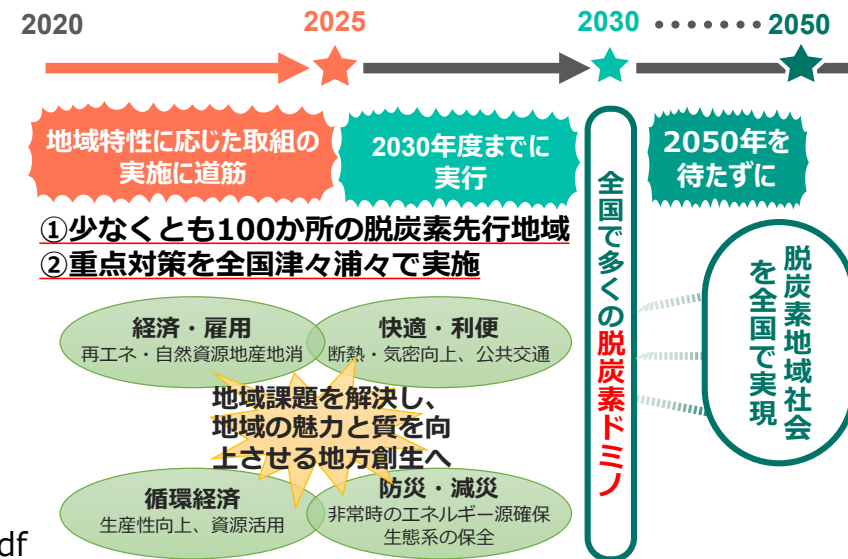 2020
2025
2030
2050
地域特性に応じた取組の
実施に道筋
2030年度までに
実行
2050年を
待たずに
①少なくとも100か所の脱炭素先行地域
②重点対策を全国津々浦々で実施
経済・雇用
再エネ・自然資源地産地消
快適・利便
断熱・気密向上、公共交通
地域課題を解決し、
地域の魅力と質を向
上させる地方創生へ
循環経済
生産性向上、資源活用
防災・減災
非常時のエネルギー源確保
生態系の保全
全国で多くの脱炭素ドミノ
脱炭素地域社会
を全国で実現
df